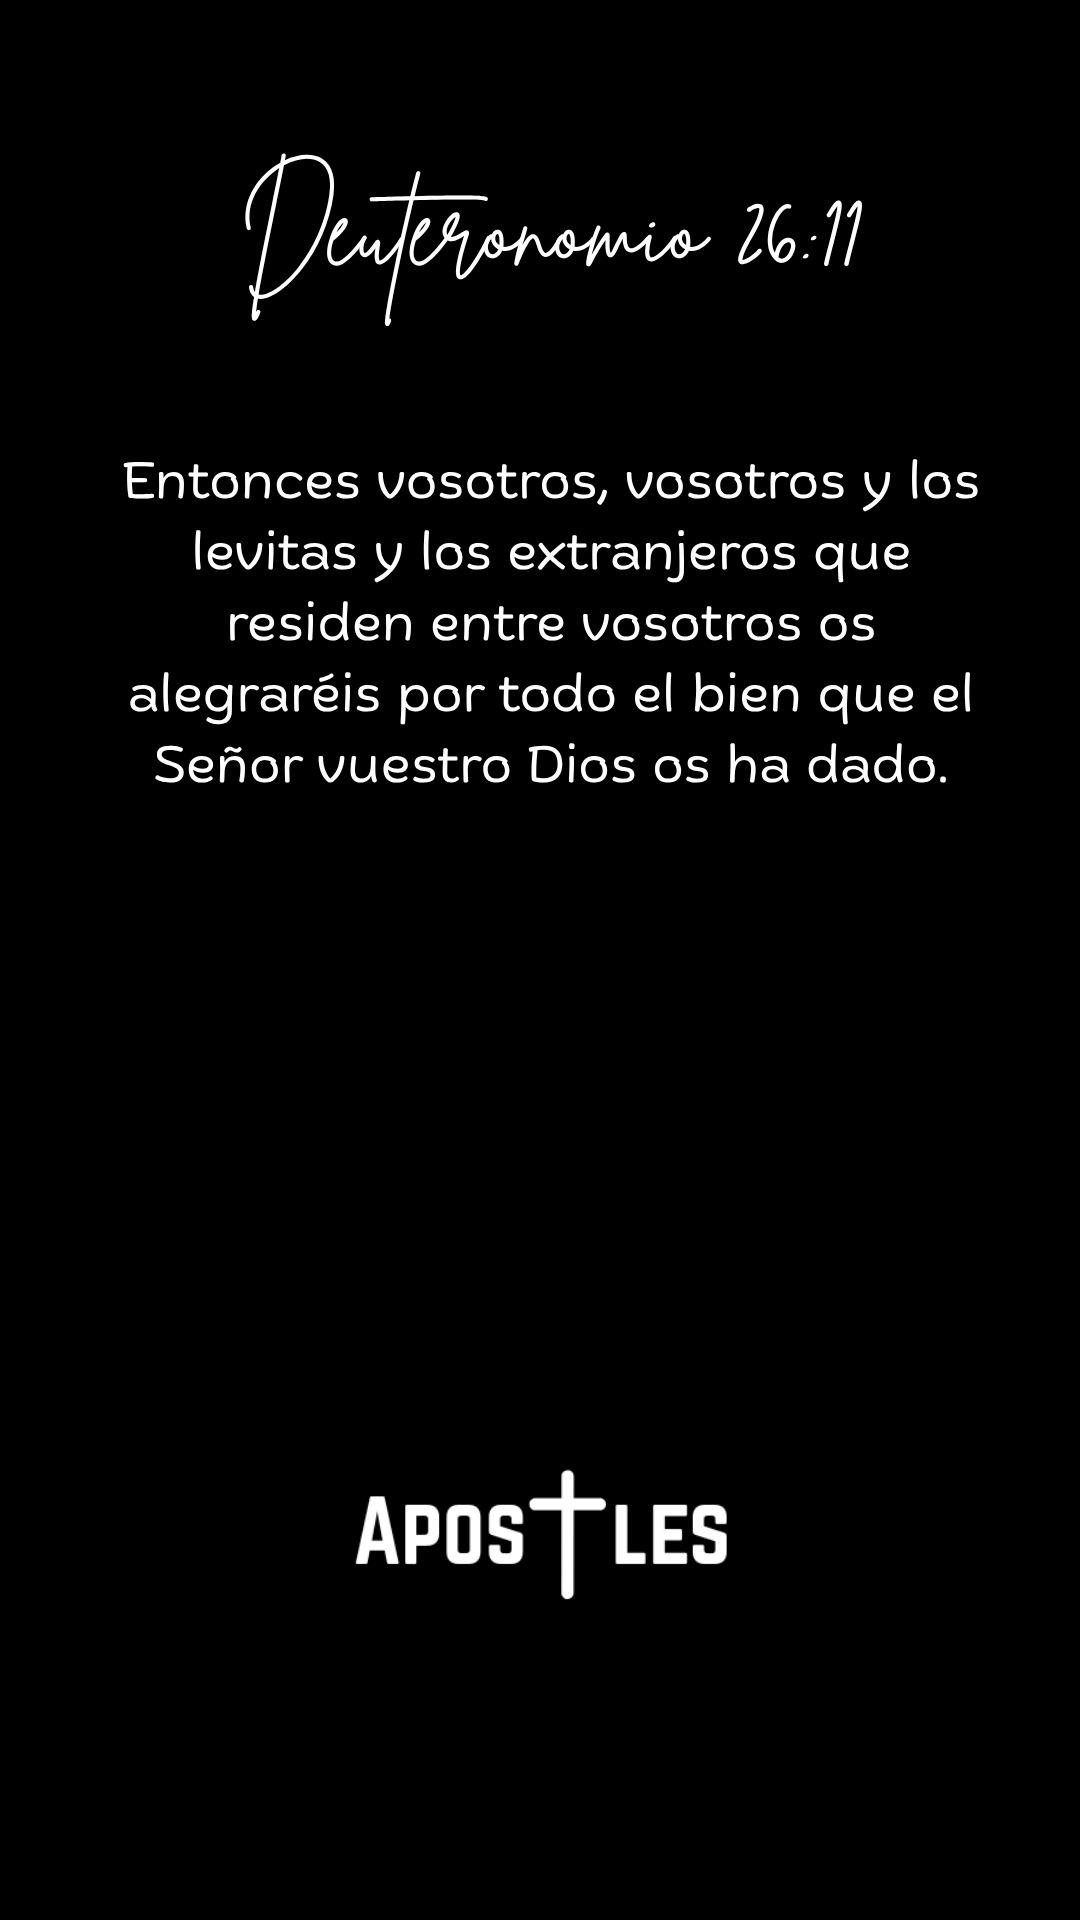 Deuteronomio 26:11
Entonces vosotros, vosotros y los
levitas y los extranjeros que
residen entre vosotros os
alegraréis por todo el bien que el
Señor vuestro Dios os ha dado.
APOSTLES